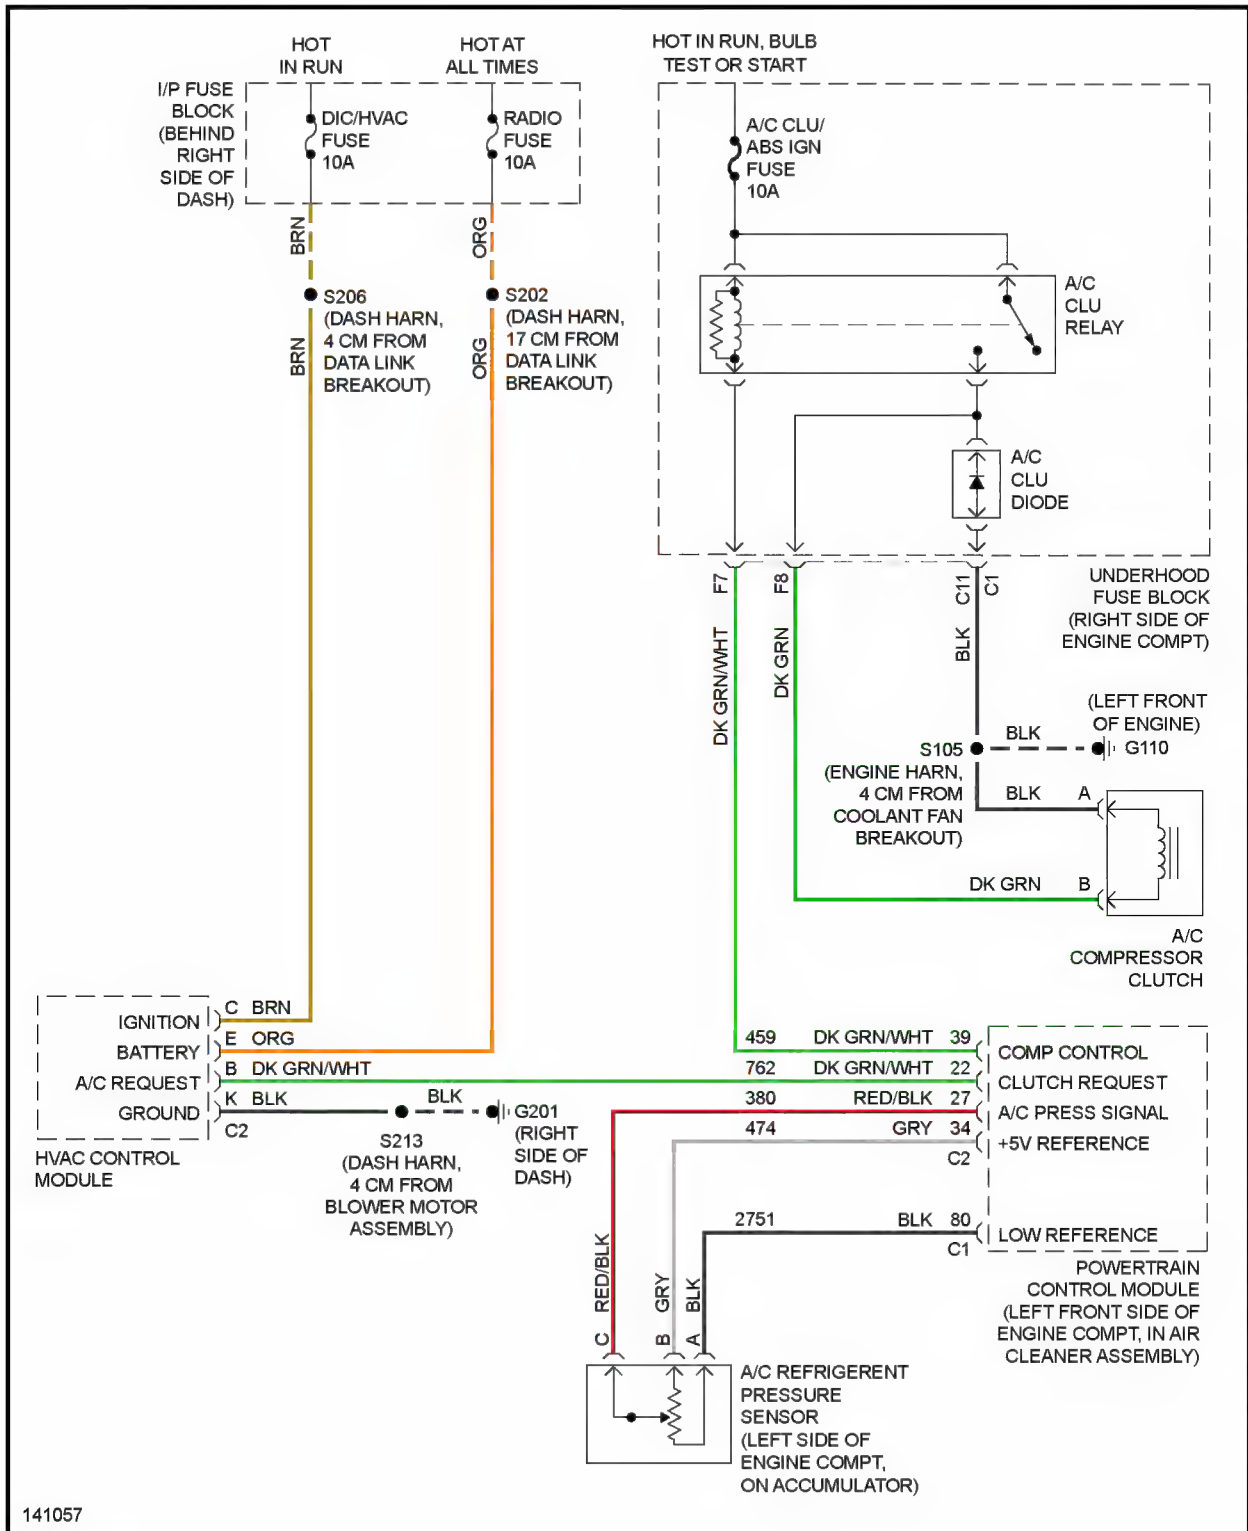 HOT
IN RUN
HOT AT
ALL TIMES
HOT IN RUN, BULB
TEST OR START
I/P FUSE
BLOCK
(BEHIND
RIGHT
SIDE OF
DASH)
DIC/HVAC
FUSE
10A
RADIO
FUSE
10A
A/C CLU/
ABS IGN
FUSE
10A
BRN
ORG
S206
(DASH HARN,
4 CM FROM
DATA LINK
BREAKOUT)
BRN
S202
(DASH HARN,
17 CM FROM
DATA LINK
BREAKOUT)
ORG
A/C
CLU
RELAY
A/C
CLU
DIODE
F7
F8
C11
C1
UNDERHOOD
FUSE BLOCK
(RIGHT SIDE OF
ENGINE COMPT)
DK GRN/WHT
DK GRN
BLK
(LEFT FRONT
OF ENGINE)
S105
BLK
G110
(ENGINE HARN,
4 CM FROM
COOLANT FAN
BREAKOUT)
BLK
A
DK GRN
B
A/C
COMPRESSOR
CLUTCH
IGNITION
C
BRN
BATTERY
E
ORG
A/C REQUEST
B
DK GRN/WHT
GROUND
K
BLK
C2
HVAC CONTROL
MODULE
BLK
S213
(DASH HARN,
4 CM FROM
BLOWER MOTOR
ASSEMBLY)
G201
(RIGHT
SIDE OF
DASH)
459
DK GRN/WHT
39
COMP CONTROL
762
DK GRN/WHT
22
CLUTCH REQUEST
380
RED/BLK
27
A/C PRESS SIGNAL
474
GRY
34
+5V REFERENCE
C2
2751
BLK
80
LOW REFERENCE
C1
POWERTRAIN
CONTROL MODULE
(LEFT FRONT SIDE OF
ENGINE COMPT, IN AIR
CLEANER ASSEMBLY)
RED/BLK
GRY
BLK
C
B
A
A/C REFRIGERENT
PRESSURE
SENSOR
(LEFT SIDE OF
ENGINE COMPT,
ON ACCUMULATOR)
141057